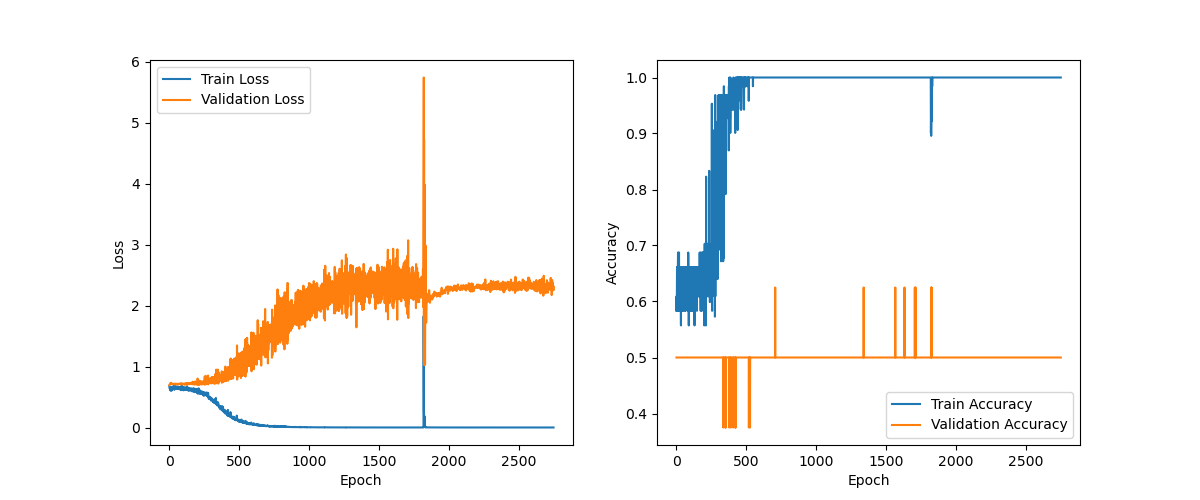 Train Loss
Validation Loss
Loss
6
5
4
3
2
1
0
0 500 1000 1500 2000 2500
Epoch
Accuracy
1.0
0.9
0.8
0.7
0.6
0.5
0.4
Train Accuracy
Validation Accuracy
0 500 1000 1500 2000 2500
Epoch